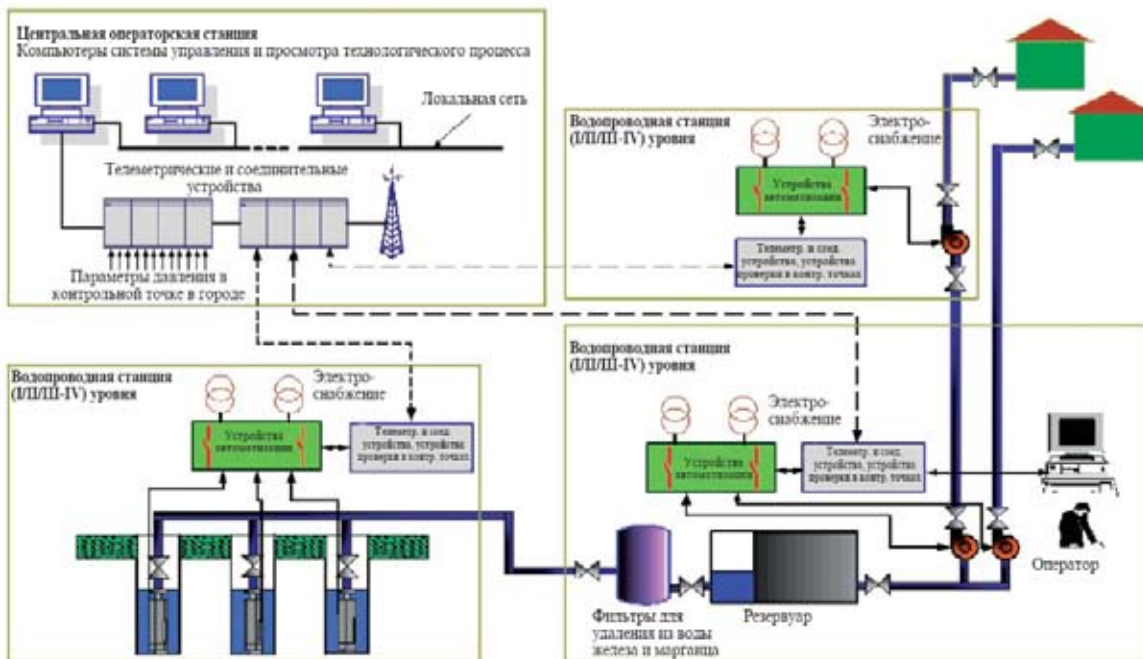 Центральная операторская станция
Компьютеры системы управления и просмотра технологического процесса
Локальная сеть
Телеметрические и соединительные
устройства
Параметры давления в
контрольной точке в городе
Водопроводная станция
(I/II/III-IV) уровня
Электро-
снабжение
Устройства
автоматизации
Телеметр. и соед.
устройства, устройства
проверки в контр. точках
Водопроводная станция
(I/II/III-IV) уровня
Электро-
снабжение
Устройства
автоматизации
Телеметр. и соед.
устройства, устройства
проверки в контр. точках
Водопроводная станция
(I/II/III-IV) уровня
Электро-
снабжение
Устройства
автоматизации
Телеметр. и соед.
устройства, устройства
проверки в контр. точках
Оператор
Фильтры для
удаления из воды
железа и марганца
Резервуар